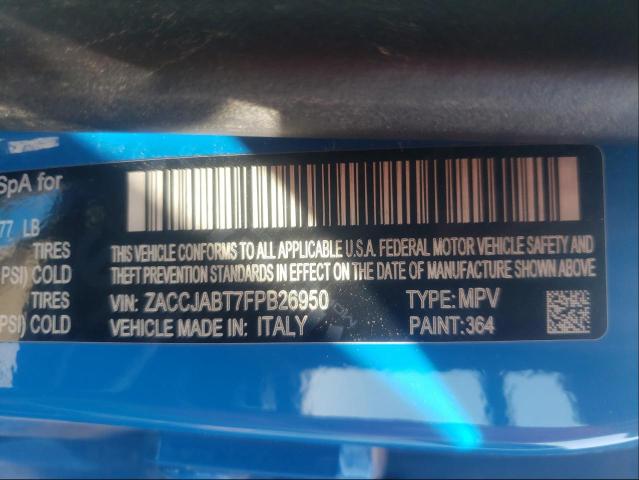 SpA for
77 LB
TIRES
PSI) COLD
TIRES
PSI) COLD
THIS VEHICLE CONFORMS TO ALL APPLICABLE U.S.A. FEDERAL MOTOR VEHICLE SAFETY AND
THEFT PREVENTION STANDARDS IN EFFECT ON THE DATE OF MANUFACTURE SHOWN ABOVE
VIN: ZACCJABT7FPB26950 TYPE: MPV
VEHICLE MADE IN: ITALY PAINT: 364